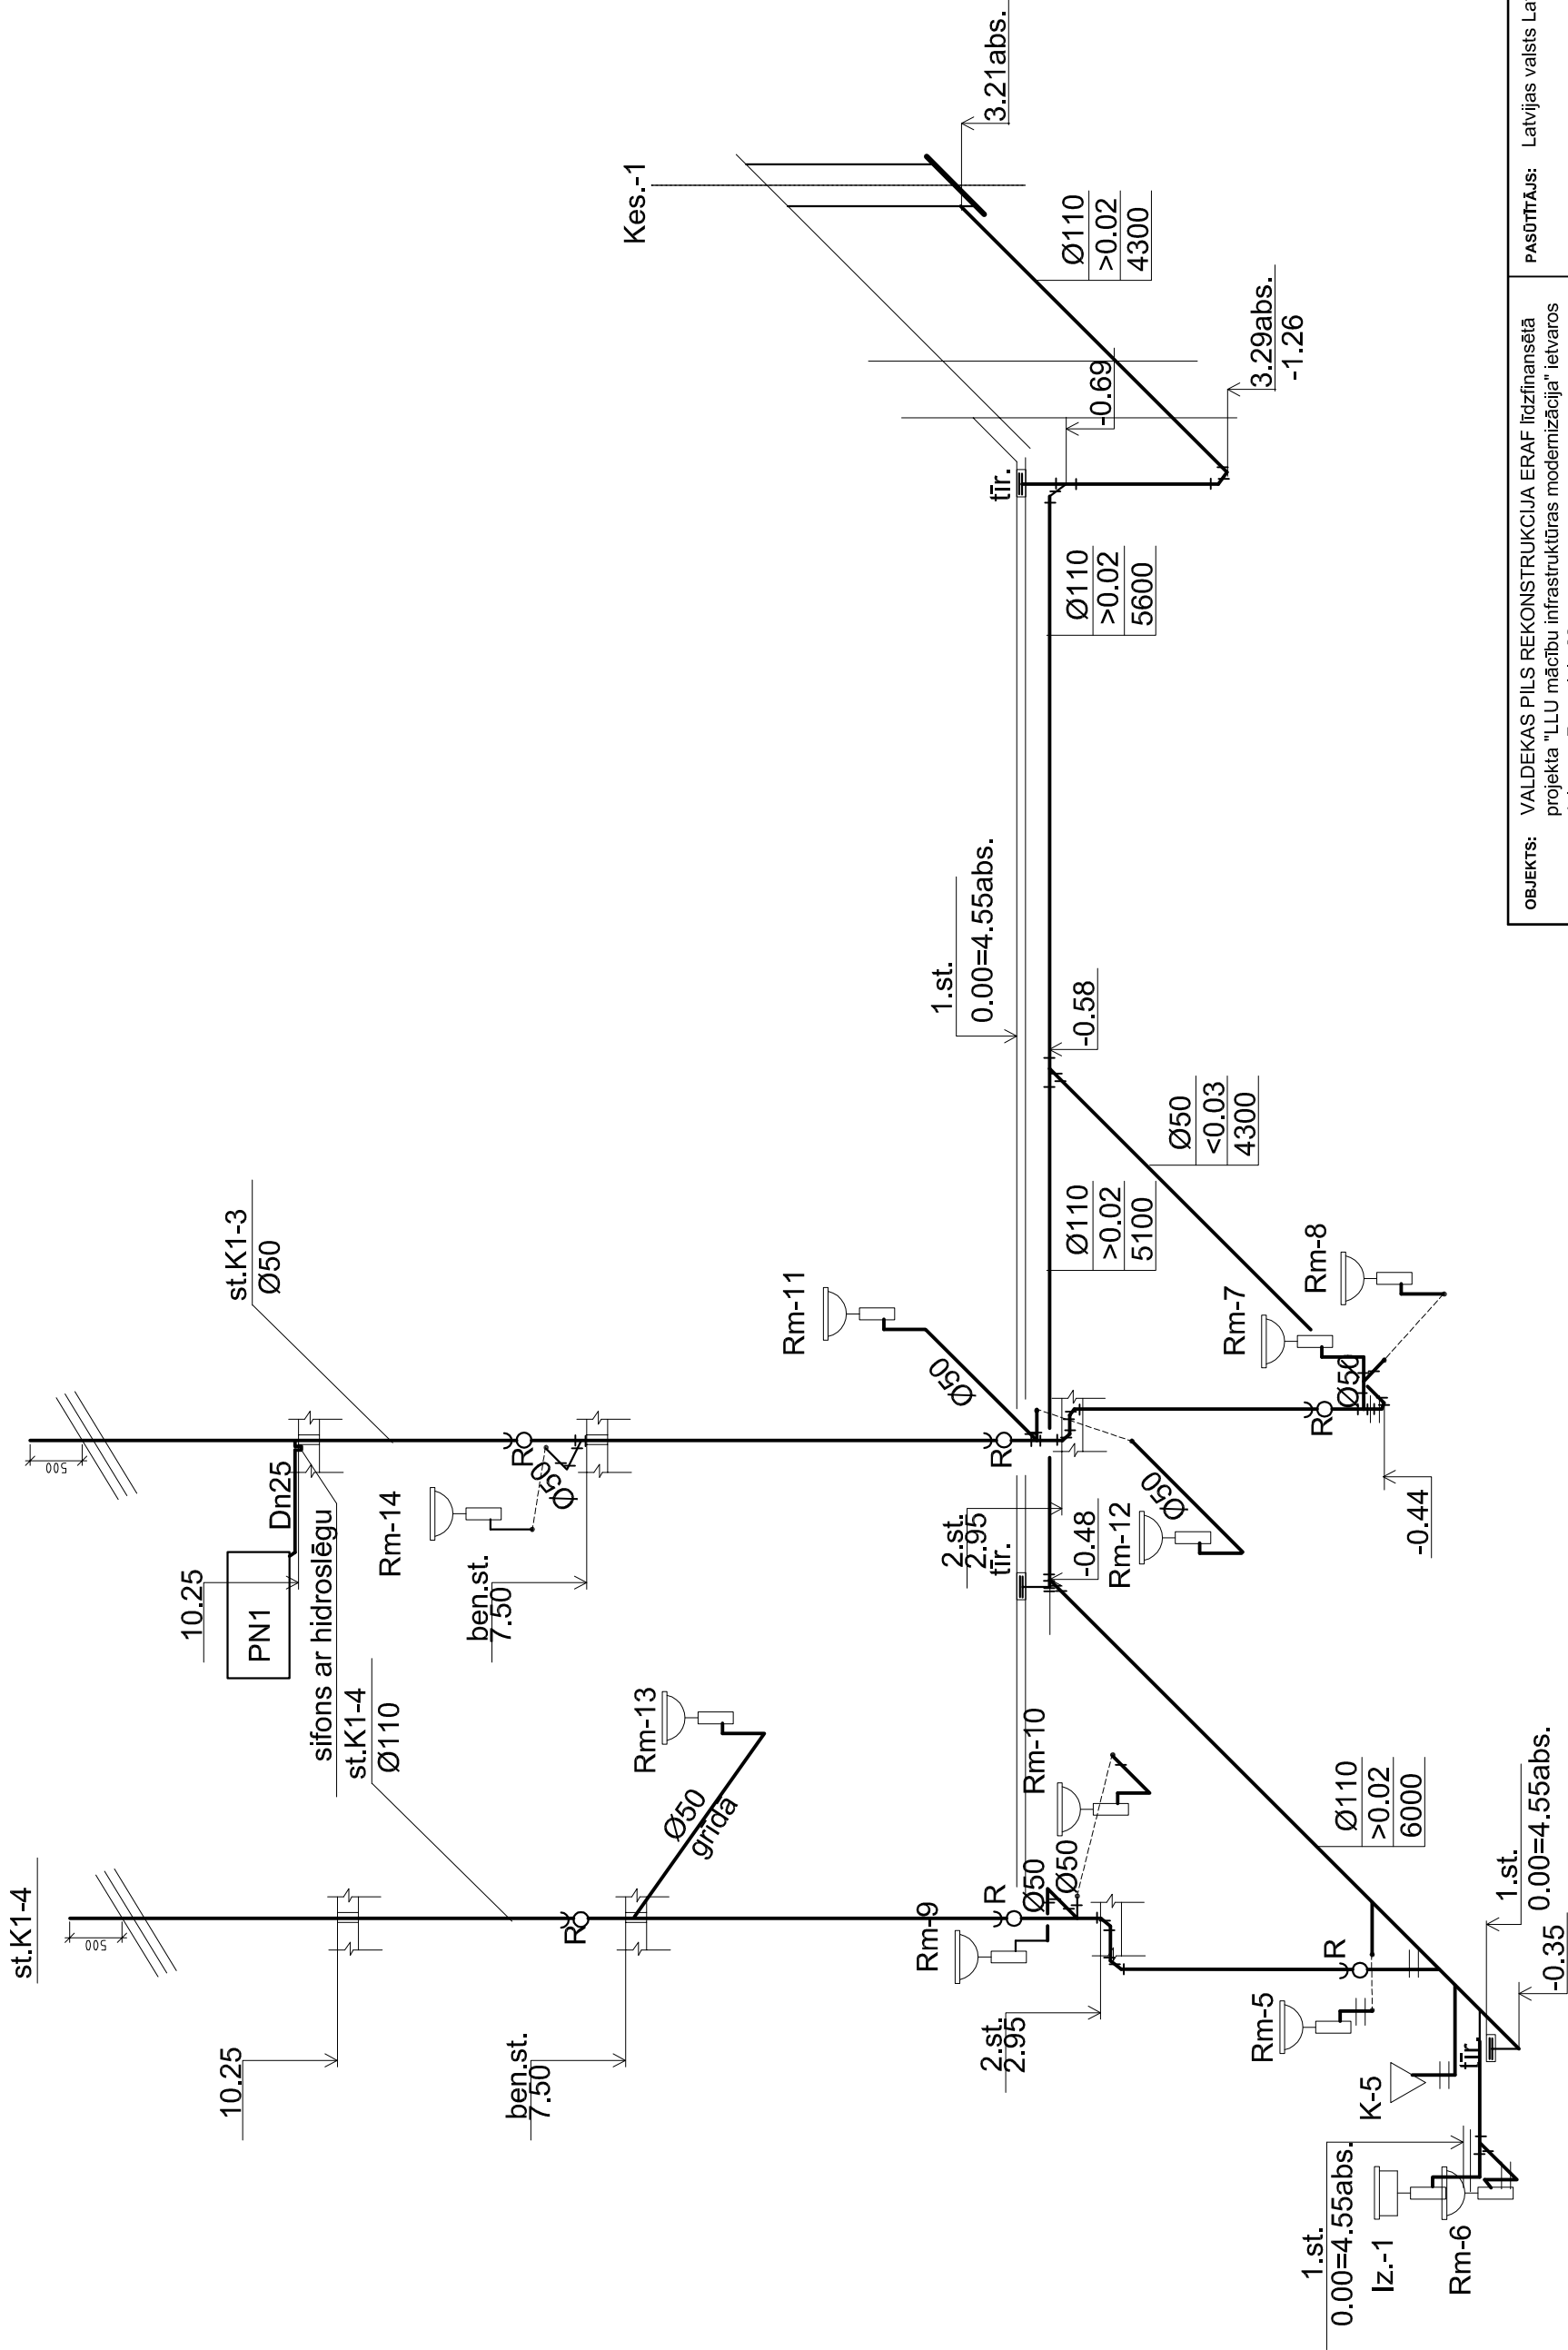 st.K1-4
500
10.25
ben.st.
7.50
R
2.st.
2.95
Rm-9
R
Ø50
Ø50
Rm-10
Rm-13
Ø50
grīda
st.K1-4
Ø110
sifons ar hidroslēgu
PN1
10.25
Dn25
500
st.K1-3
Ø50
Rm-14
R
Ø50
ben.st.
7.50
R
Rm-11
Ø50
2.st.
2.95
tīr.
-0.48
Rm-12
Ø50
1.st.
0.00=4.55abs.
-0.58
Ø110
>0.02
5100
Ø50
<0.03
4300
Rm-7
Rm-8
Ø50
R
-0.44
Ø110
>0.02
5600
tīr.
-0.69
Kes.-1
3.21abs.
Ø110
>0.02
4300
3.29abs.
-1.26
Ø110
>0.02
6000
R
Rm-5
K-5
tīr.
1.st.
0.00=4.55abs.
-0.35
1.st.
0.00=4.55abs.
Iz.-1
Rm-6
OBJEKTS: VALDEKAS PILS REKONSTRUKCIJA ERAF līdzfinansētā
projekta "LLU mācību infrastruktūras modernizācija" ietvaros
PASŪTĪTĀJS: Latvijas valsts